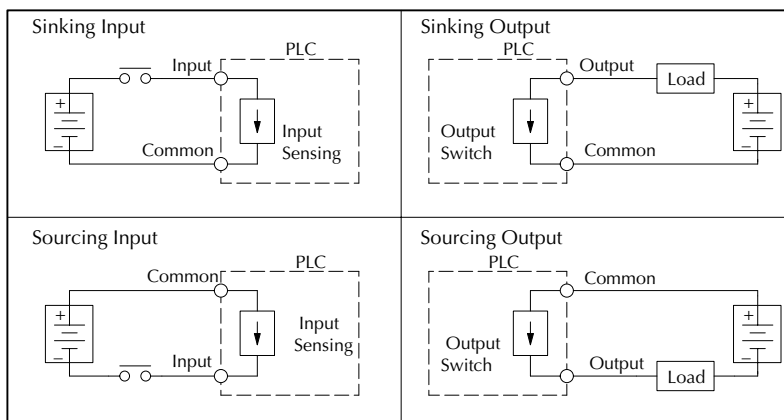 Sinking Input
PLC
Input
+
−
Input
Sensing
Common
Sinking Output
PLC
Output
Load
+
−
Output
Switch
Common
Sourcing Input
PLC
Common
+
−
Input
Sensing
Input
Sourcing Output
PLC
Common
+
−
Output
Switch
Output
Load